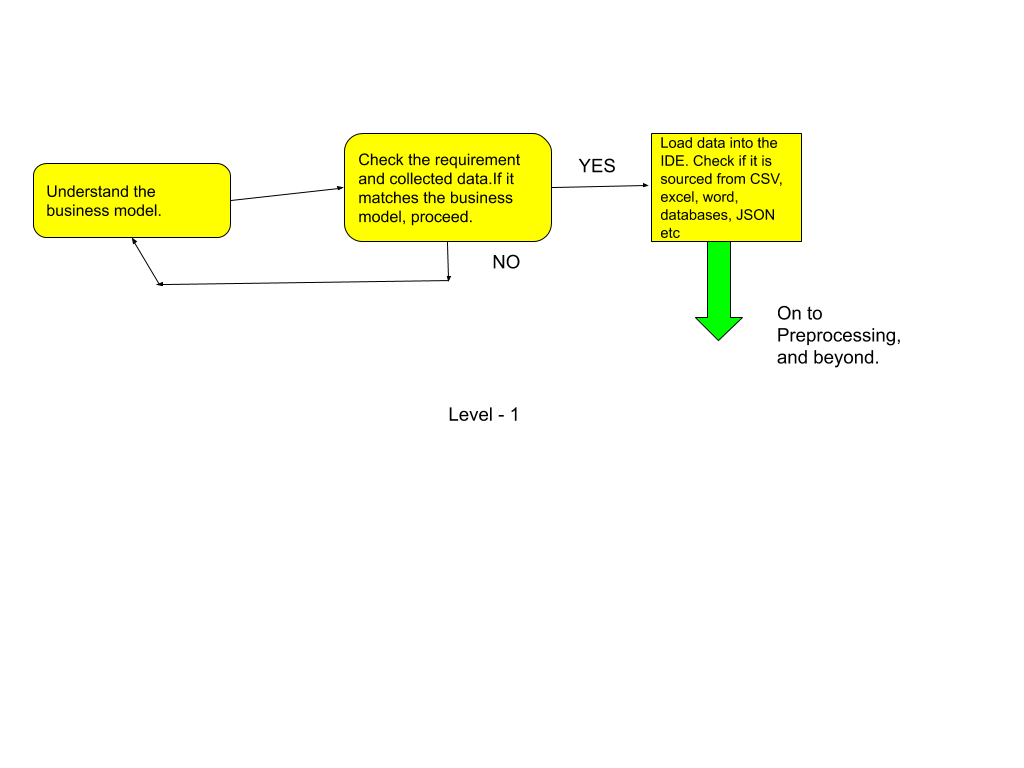 Understand the
business model.
Check the requirement
and collected data.If it
matches the business
model, proceed.
YES
NO
Load data into the
IDE. Check if it is
sourced from CSV,
excel, word,
databases, JSON
etc
On to
Preprocessing,
and beyond.
Level - 1